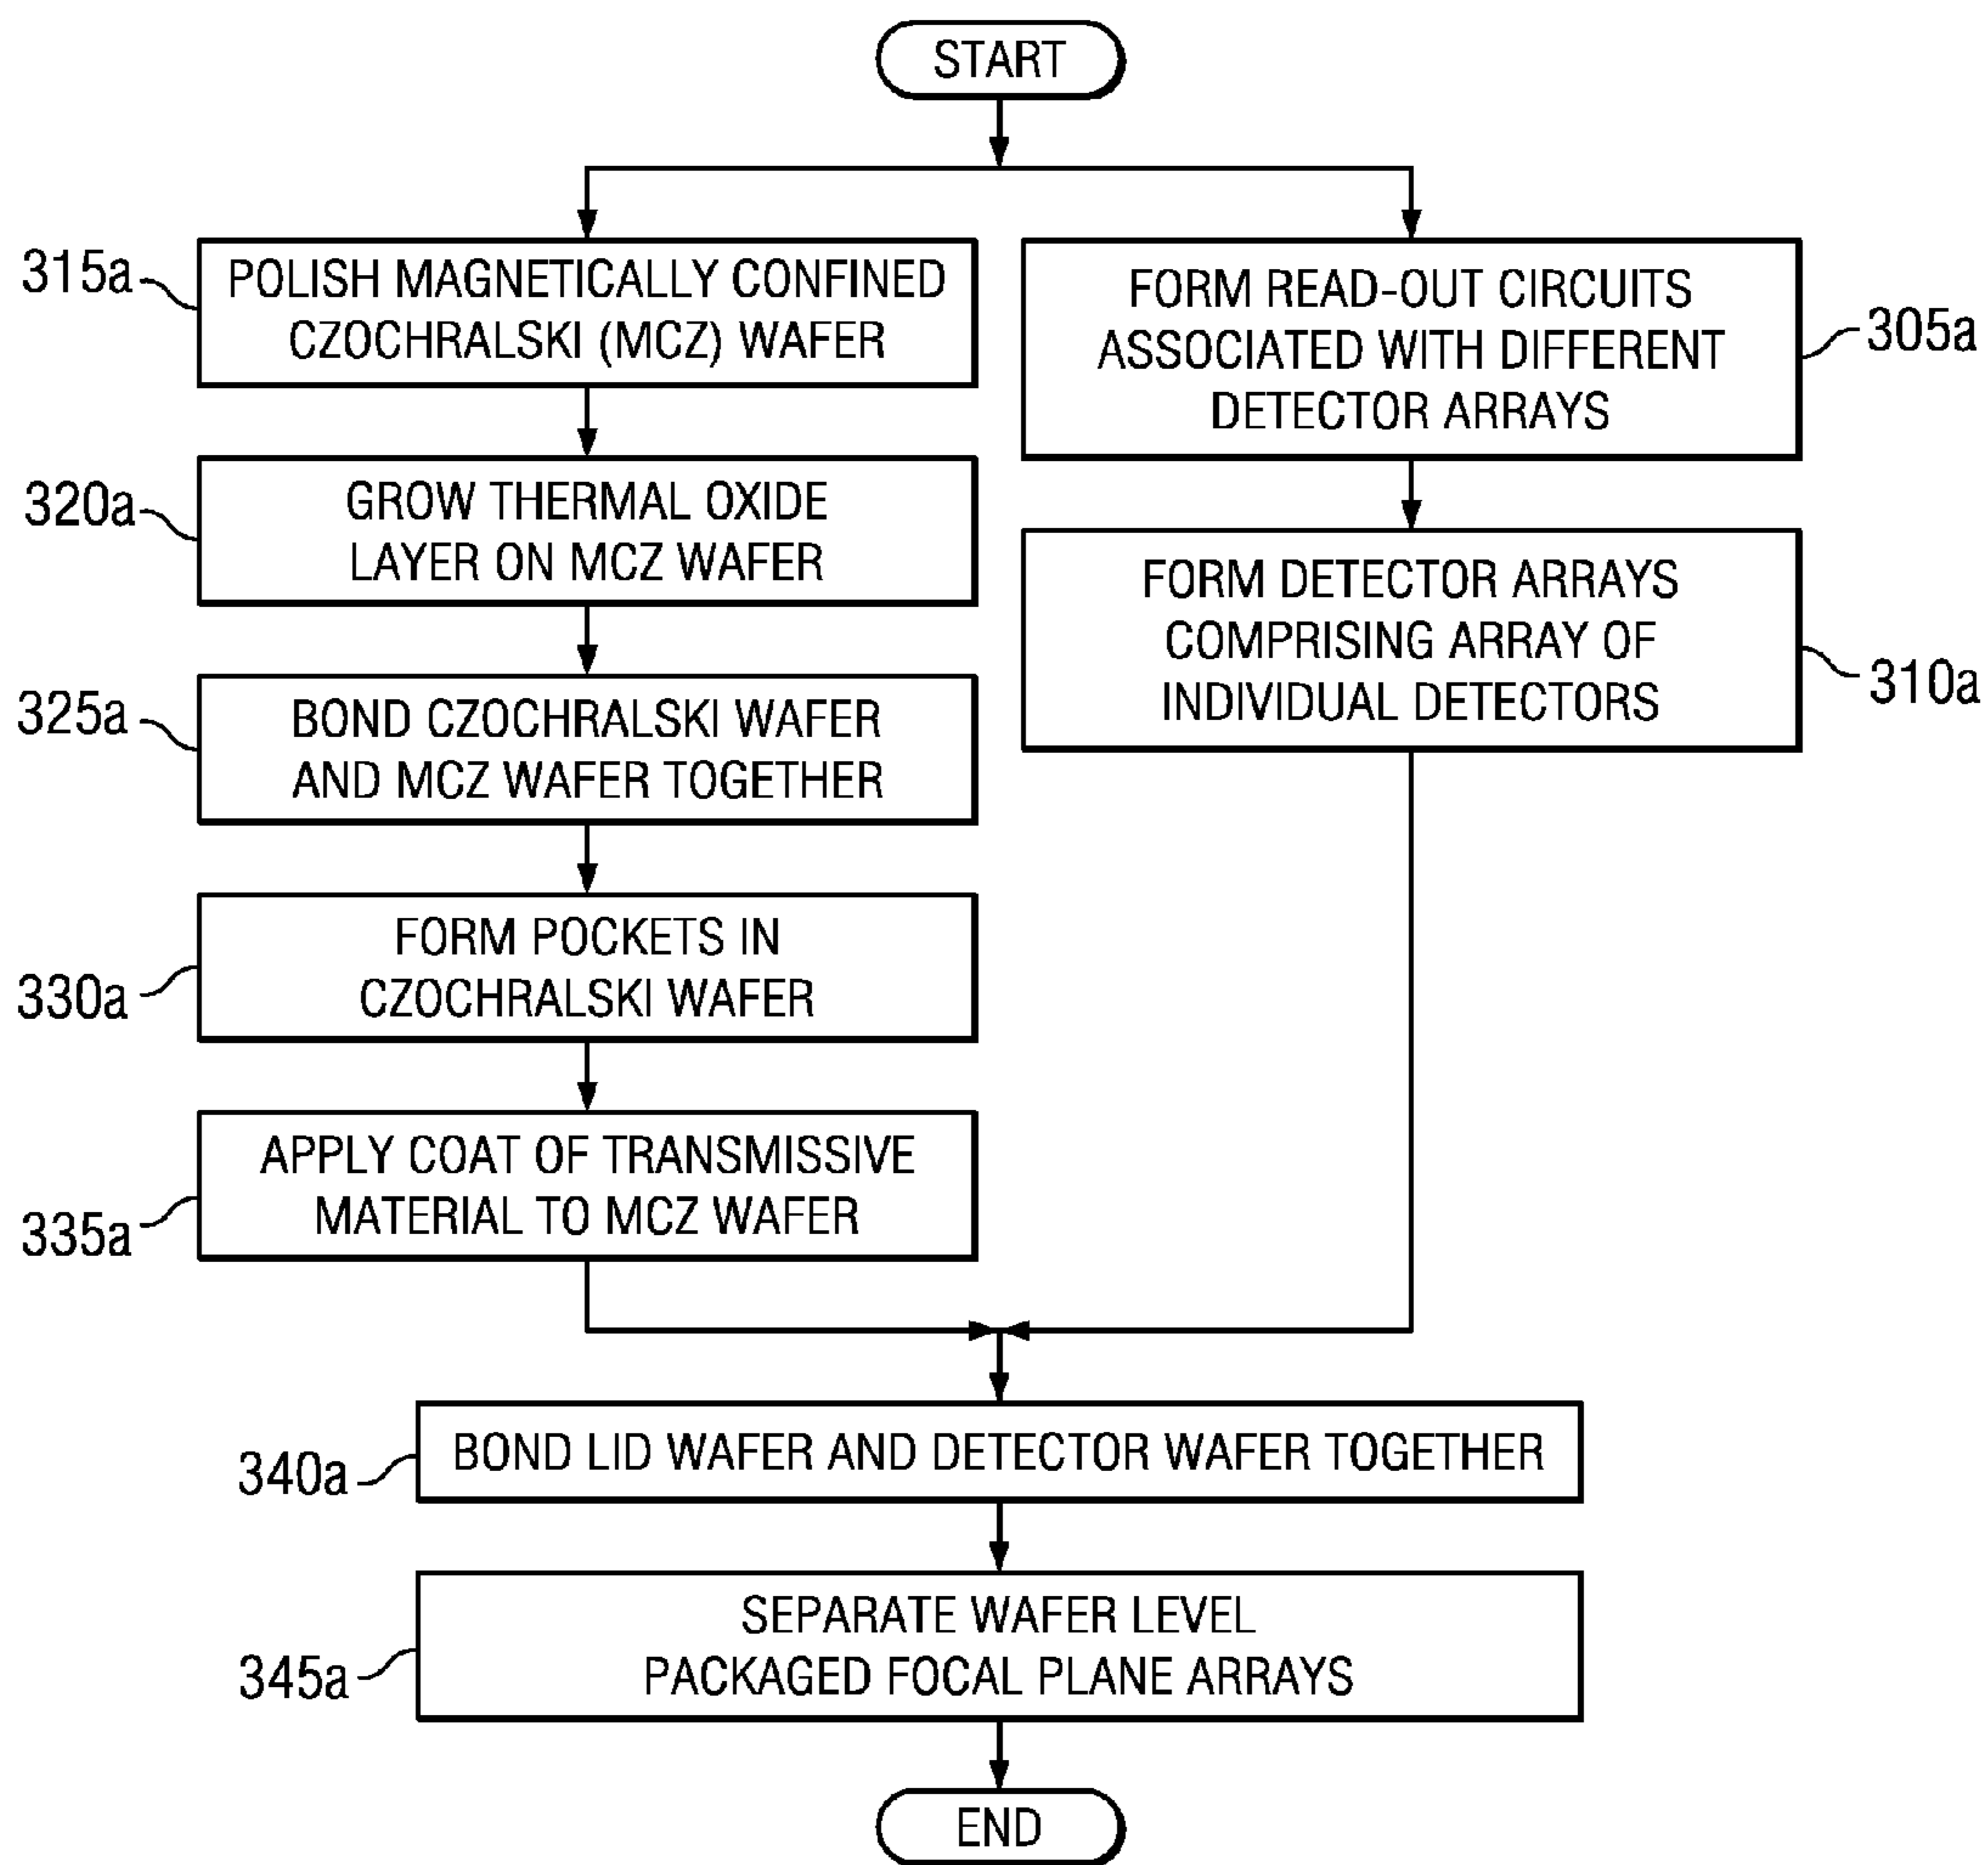 START
315a
POLISH MAGNETICALLY CONFINED
CZOCHRALSKI (MCZ) WAFER
320a
GROW THERMAL OXIDE
LAYER ON MCZ WAFER
325a
BOND CZOCHRALSKI WAFER
AND MCZ WAFER TOGETHER
330a
FORM POCKETS IN
CZOCHRALSKI WAFER
335a
APPLY COAT OF TRANSMISSIVE
MATERIAL TO MCZ WAFER
FORM READ-OUT CIRCUITS
ASSOCIATED WITH DIFFERENT
DETECTOR ARRAYS
305a
FORM DETECTOR ARRAYS
COMPRISING ARRAY OF
INDIVIDUAL DETECTORS
310a
340a
BOND LID WAFER AND DETECTOR WAFER TOGETHER
345a
SEPARATE WAFER LEVEL
PACKAGED FOCAL PLANE ARRAYS
END